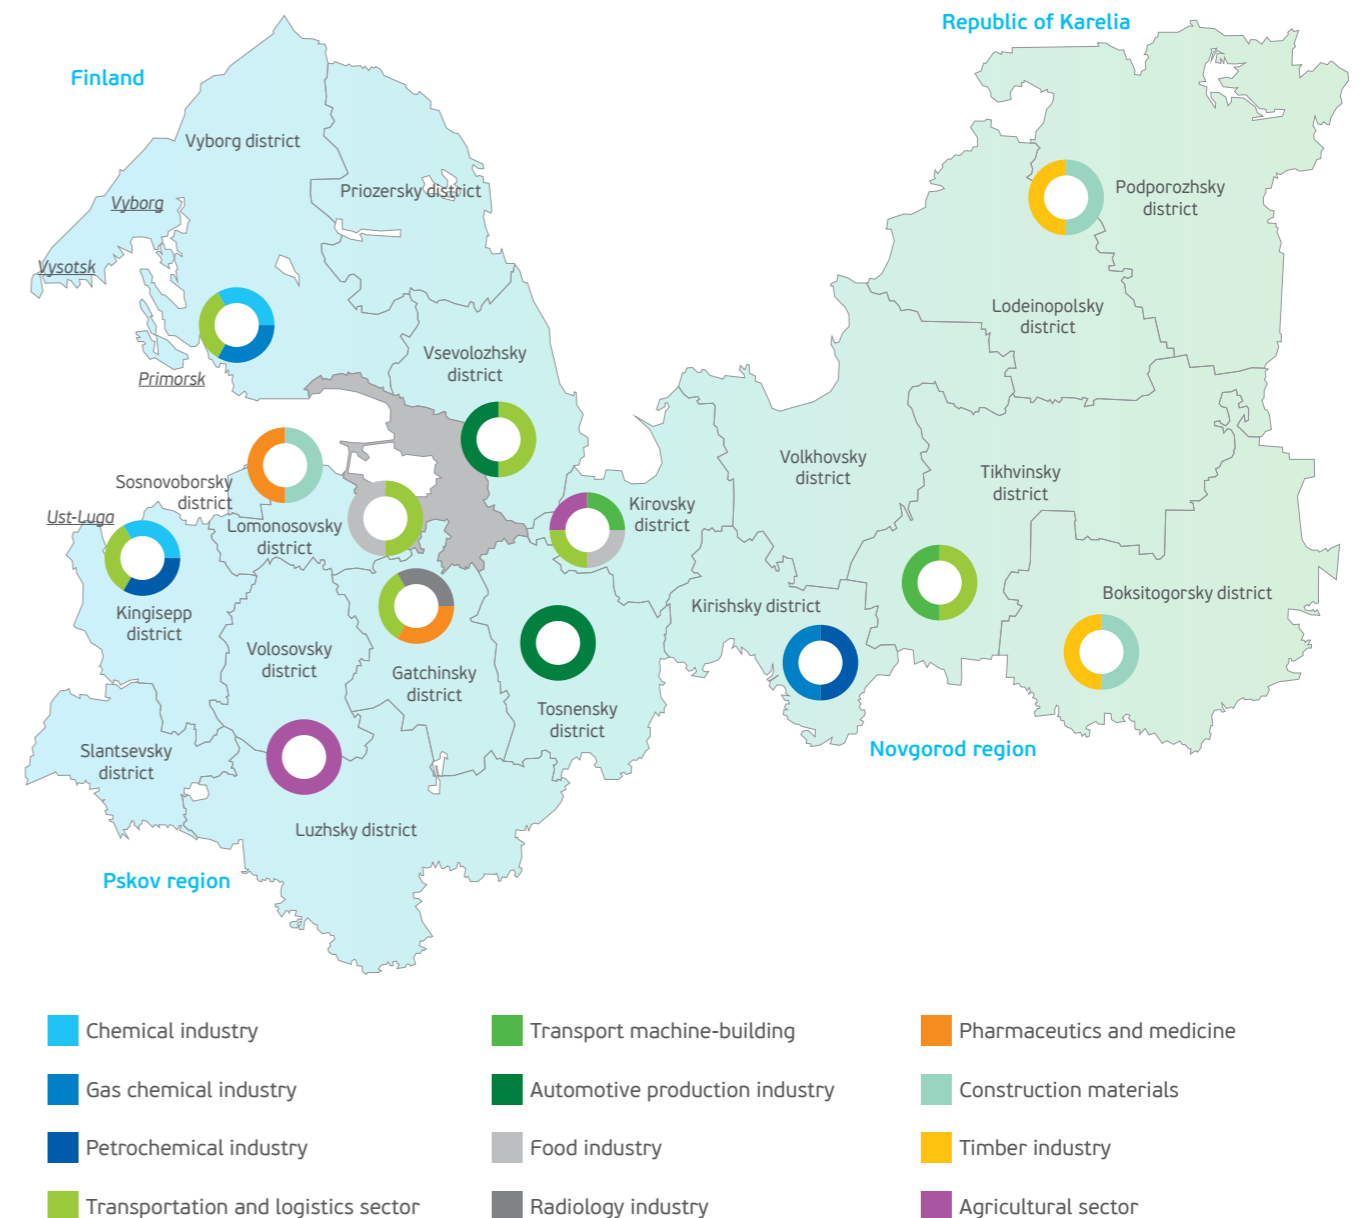 Republic of Karelia
Finland
Vyborg district
Priozersky district
Podporozhsky
district
Vyborg
Vysotsk
Lodeinopolsky
district
Primorsk
Vsevolozhsky
district
Volkhovsky
district
Tikhvinsky
district
Sosnovoborsky
district
Kirovsky
district
Ust-Luga
Lomonosovsky
district
Kingisepp
district
Kirishsky district
Boksitogorsky district
Volosovsky
district
Gatchinsky
district
Tosnensky
district
Slantsevsky
district
Novgorod region
Luzhsky district
Pskov region
Chemical industry
Gas chemical industry
Petrochemical industry
Transportation and logistics sector
Transport machine-building
Automotive production industry
Food industry
Radiology industry
Pharmaceutics and medicine
Construction materials
Timber industry
Agricultural sector